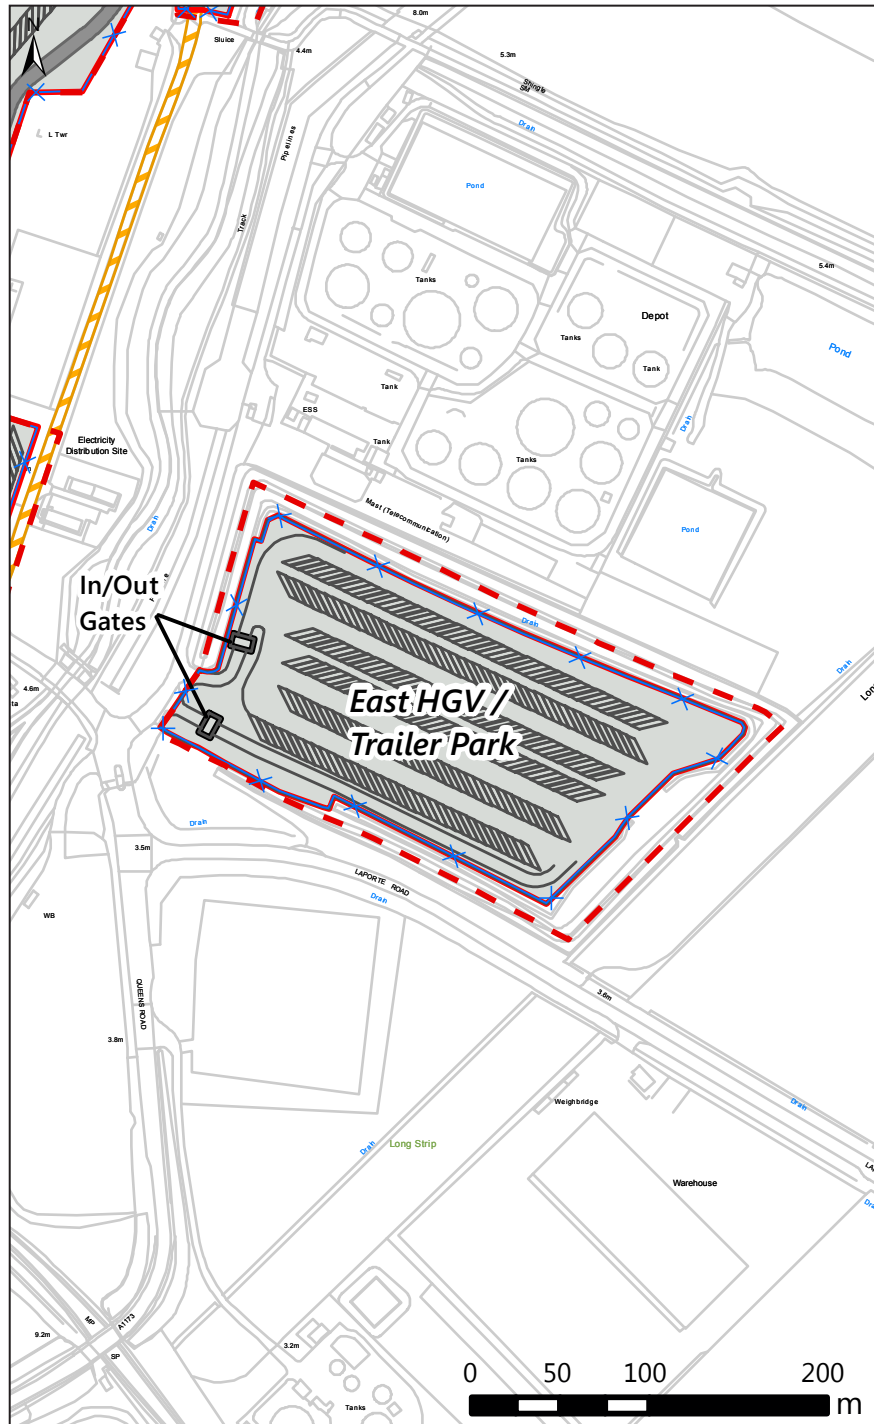 8.0m
N
Sluice
4.4m
5.3m
Shingle
SM
Drain
L Twr
Pipelines
Pond
Track
5.4m
Tanks
Depot
Tanks
Pond
Tank
Tank
ESS
Drain
Electricity
Distribution Site
Tank
Tanks
Mast (Telecommunication)
Drain
Pond
In/Out
Gates
Drain
Drain
4.6m
East HGV /
Trailer Park
Drain
3.5m
LAPORTE ROAD
Drain
WB
QUEENS ROAD
3.6m
3.8m
Weighbridge
Drain
Drain
Long Strip
Warehouse
MP
A1173
9.2m
SP
3.2m
Tanks
0 50 100 200
m